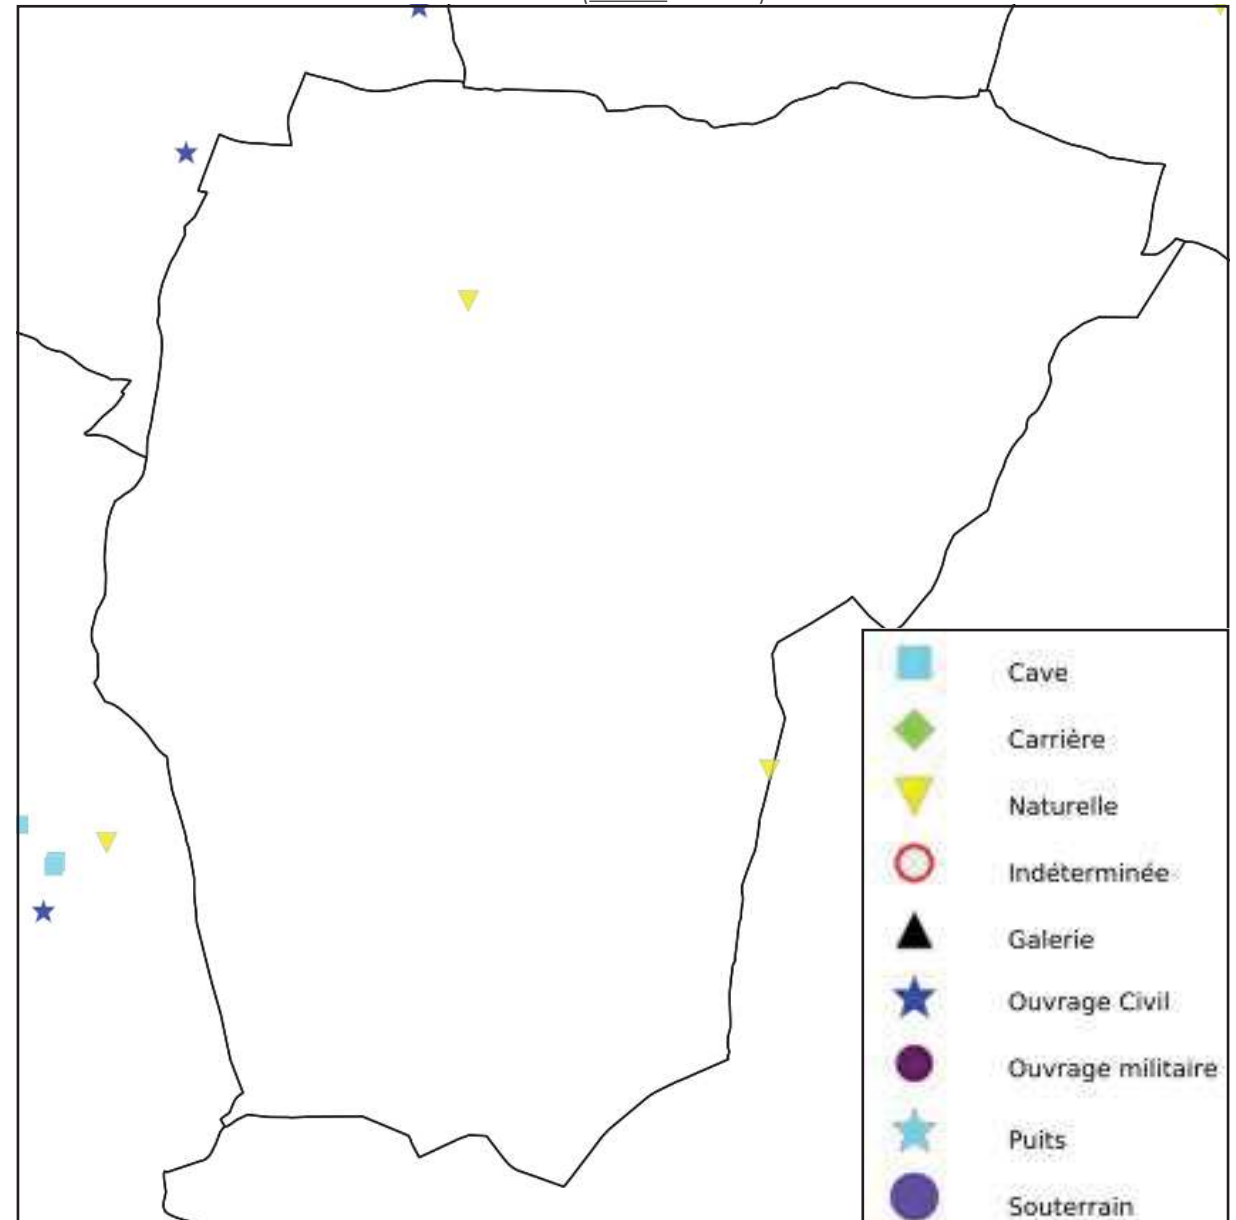 Cave
Carrière
Naturelle
Indéterminée
Galerie
Ouvrage Civil
Ouvrage militaire
Puits
Souterrain